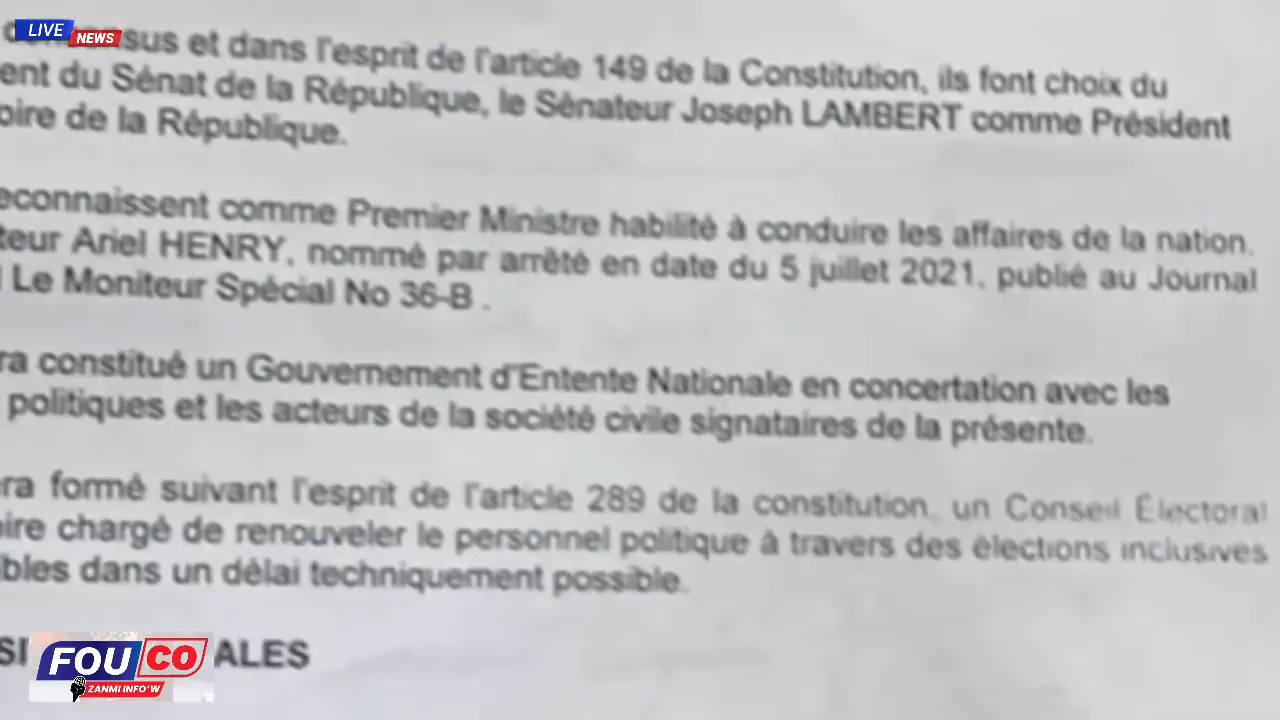 LIVE
NEWS
consensus et dans l'esprit de l'article 149 de la Constitution, ils font choix du
ent du Sénat de la République, le Sénateur Joseph LAMBERT comme Président
oire de la République.
econnaissent comme Premier Ministre habilité à conduire les affaires de la nation.
teur Ariel HENRY, nommé par arrêté en date du 5 juillet 2021, publié au Journal
l Le Moniteur Spécial No 36-B .
ra constitué un Gouvernement d'Entente Nationale en concertation avec les
politiques et les acteurs de la société civile signataires de la présente.
ra formé suivant l'esprit de l'article 289 de la constitution, un Conseil Électoral
ire chargé de renouveler le personnel politique à travers des élections inclusives
ibles dans un délai techniquement possible.
ALES
FOUCO
ZANMI INFO'W